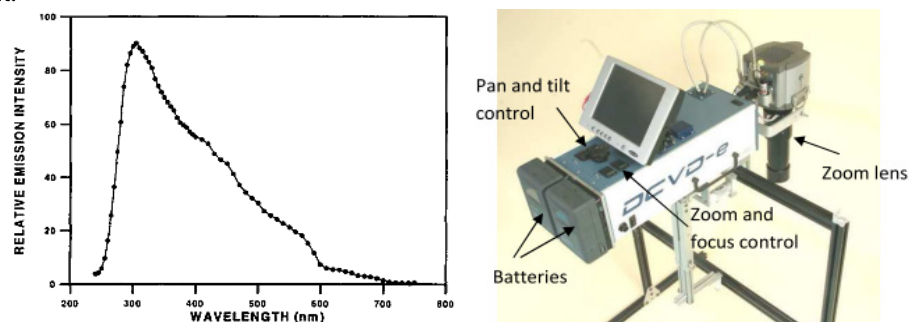 100
80
60
40
20
0
RELATIVE EMISSION INTENSITY
200 300 400 500 600 700 800
WAVELENGTH (nm)
Pan and tilt
control
DCVD-e
Zoom lens
Zoom and
focus control
Batteries